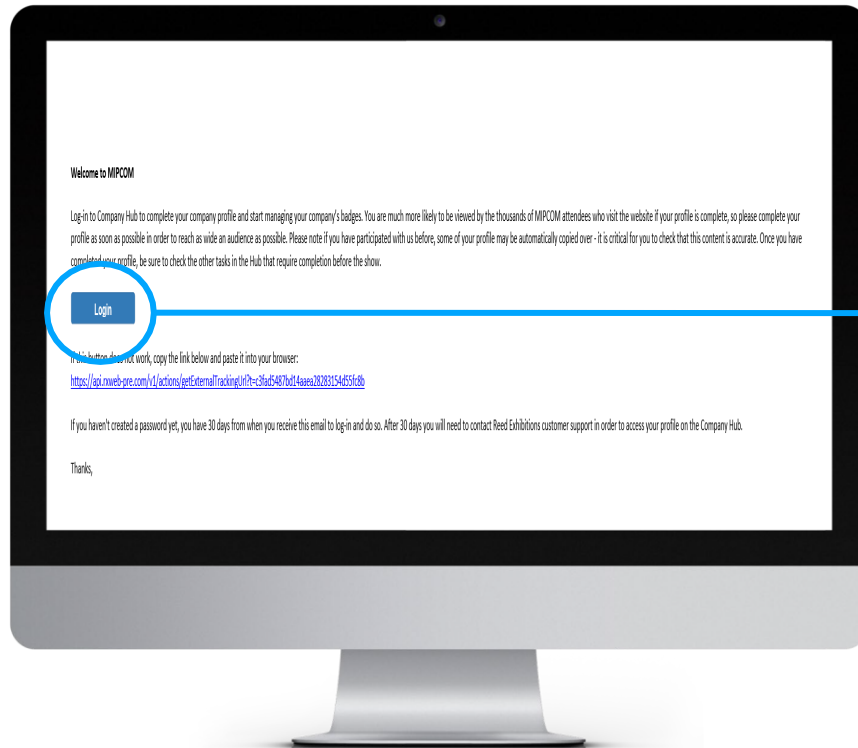 Welcome to MIPCOM
Log-in to Company Hub to complete your company profile and start managing your company's badges. You are much more likely to be viewed by the thousands of MIPCOM attendees who visit the website if your profile is complete, so please complete your
profile as soon as possible in order to reach as wide an audience as possible. Please note if you have participated with us before, some of your profile may be automatically copied over - it is critical for you to check that this content is accurate. Once you have
completed your profile, be sure to check the other tasks in the Hub that require completion before the show.
Login
If this button does not work, copy the link below and paste it into your browser:
https://api.rxweb-pre.com/v1/actions/getExternalTrackingUrl?t=c3fad5487bd14aaea28283154d55fc8b
If you haven't created a password yet, you have 30 days from when you receive this email to log-in and do so. After 30 days you will need to contact Reed Exhibitions customer support in order to access your profile on the Company Hub.
Thanks,